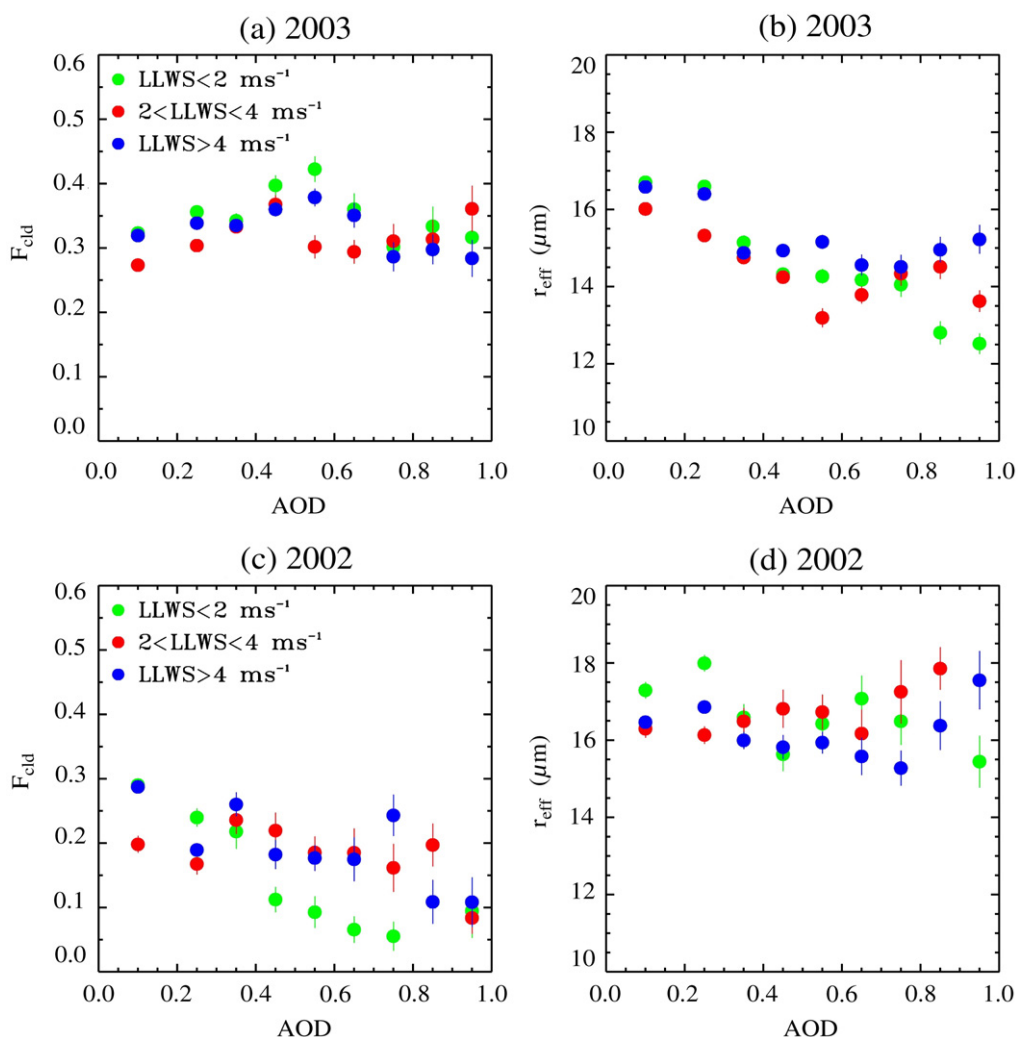 (a) 2003
LLWS<2 ms⁻¹
2<LLWS<4 ms⁻¹
LLWS>4 ms⁻¹
0.6
0.5
0.4
0.3
0.2
0.1
0.0
F_cld
0.0 0.2 0.4 0.6 0.8 1.0
AOD
(b) 2003
20
18
16
14
12
10
r_eff (μm)
0.0 0.2 0.4 0.6 0.8 1.0
AOD
(c) 2002
LLWS<2 ms⁻¹
2<LLWS<4 ms⁻¹
LLWS>4 ms⁻¹
0.6
0.5
0.4
0.3
0.2
0.1
0.0
F_cld
0.0 0.2 0.4 0.6 0.8 1.0
AOD
(d) 2002
20
18
16
14
12
10
r_eff (μm)
0.0 0.2 0.4 0.6 0.8 1.0
AOD